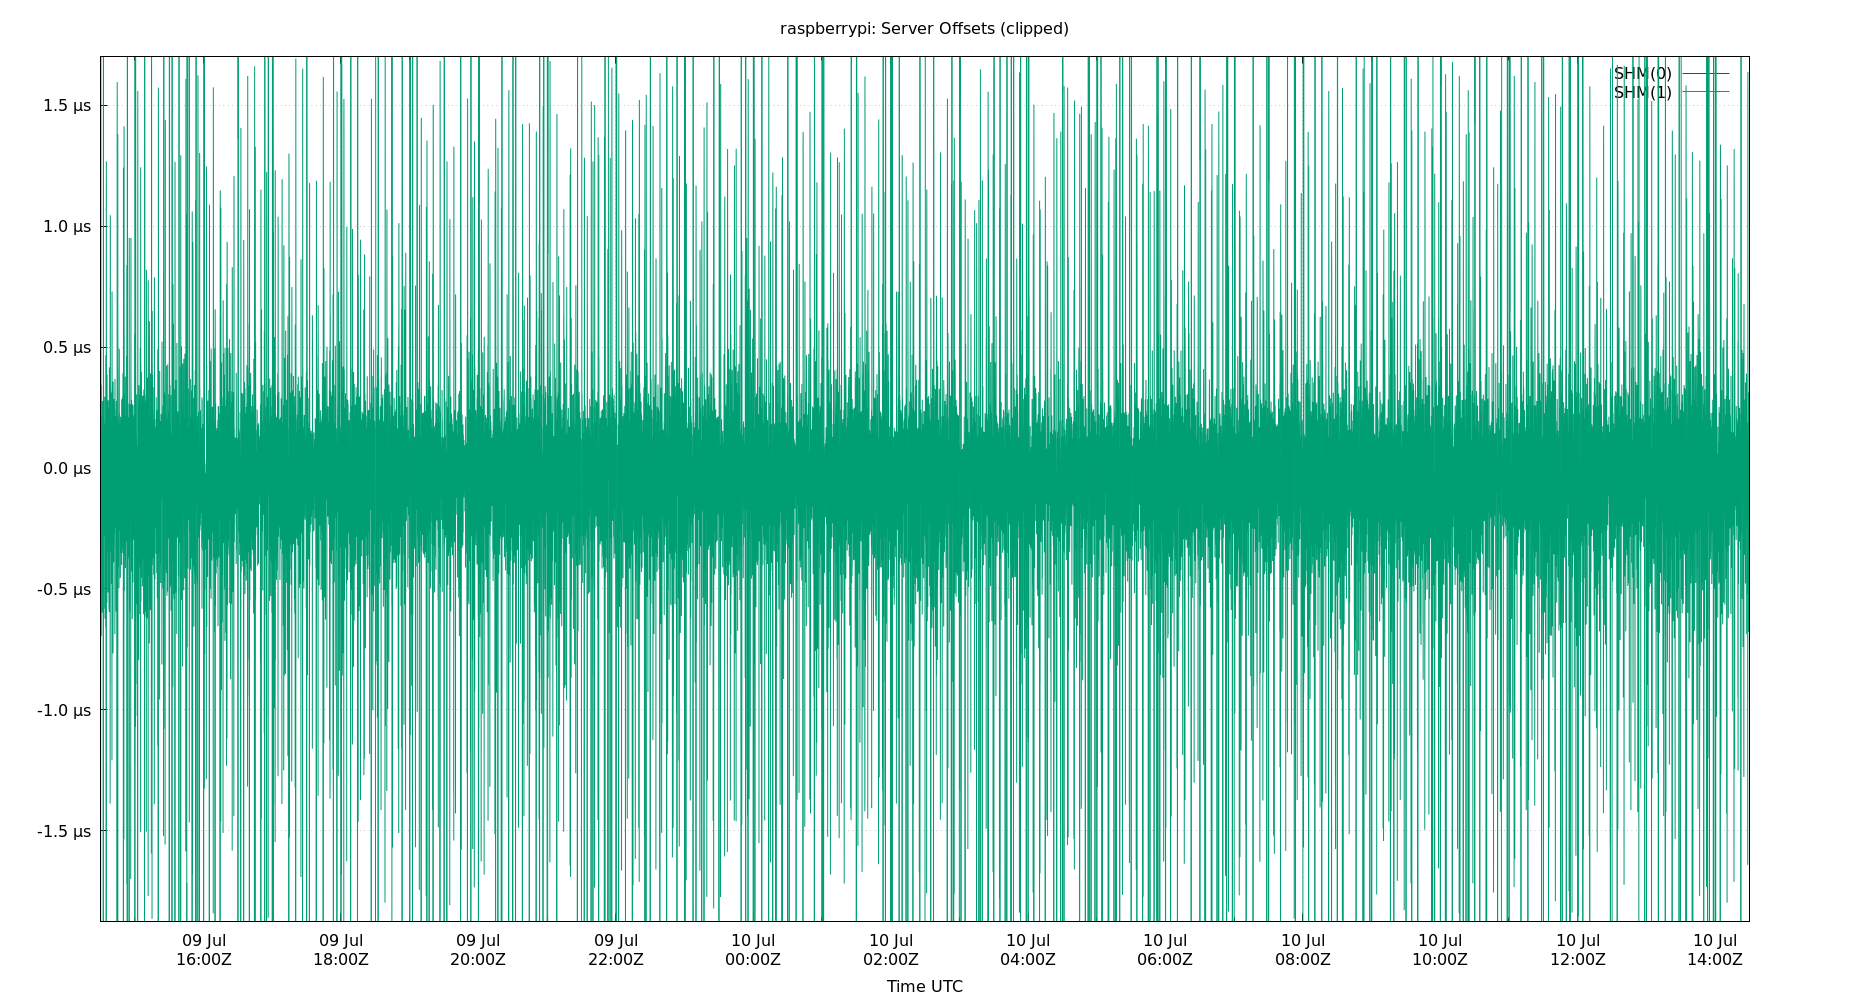 raspberrypi: Server Offsets (clipped)
SHM(0)
SHM(1)
1.5 µs
1.0 µs
0.5 µs
0.0 µs
-0.5 µs
-1.0 µs
-1.5 µs
09 Jul 09 Jul 09 Jul 09 Jul 10 Jul 10 Jul 10 Jul 10 Jul 10 Jul 10 Jul 10 Jul 10 Jul
16:00Z 18:00Z 20:00Z 22:00Z 00:00Z 02:00Z 04:00Z 06:00Z 08:00Z 10:00Z 12:00Z 14:00Z
Time UTC